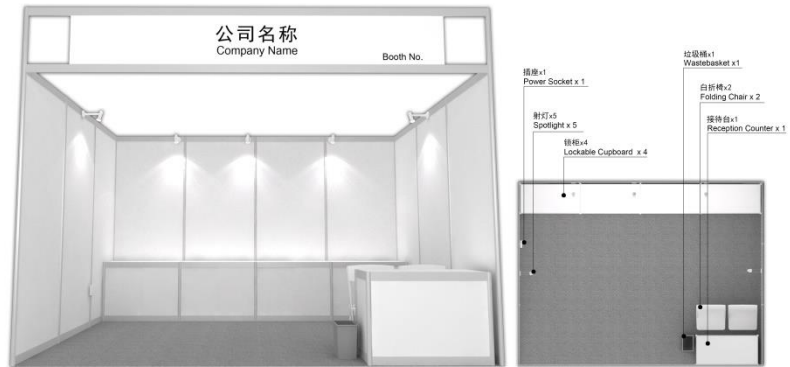 公司名称
Company Name
Booth No.
插座x1
Power Socket x 1
射灯x5
Spotlight x 5
锁柜x4
Lockable Cupboard x 4
垃圾桶x1
Wastebasket x1
白折椅x2
Folding Chair x 2
接待台x1
Reception Counter x 1